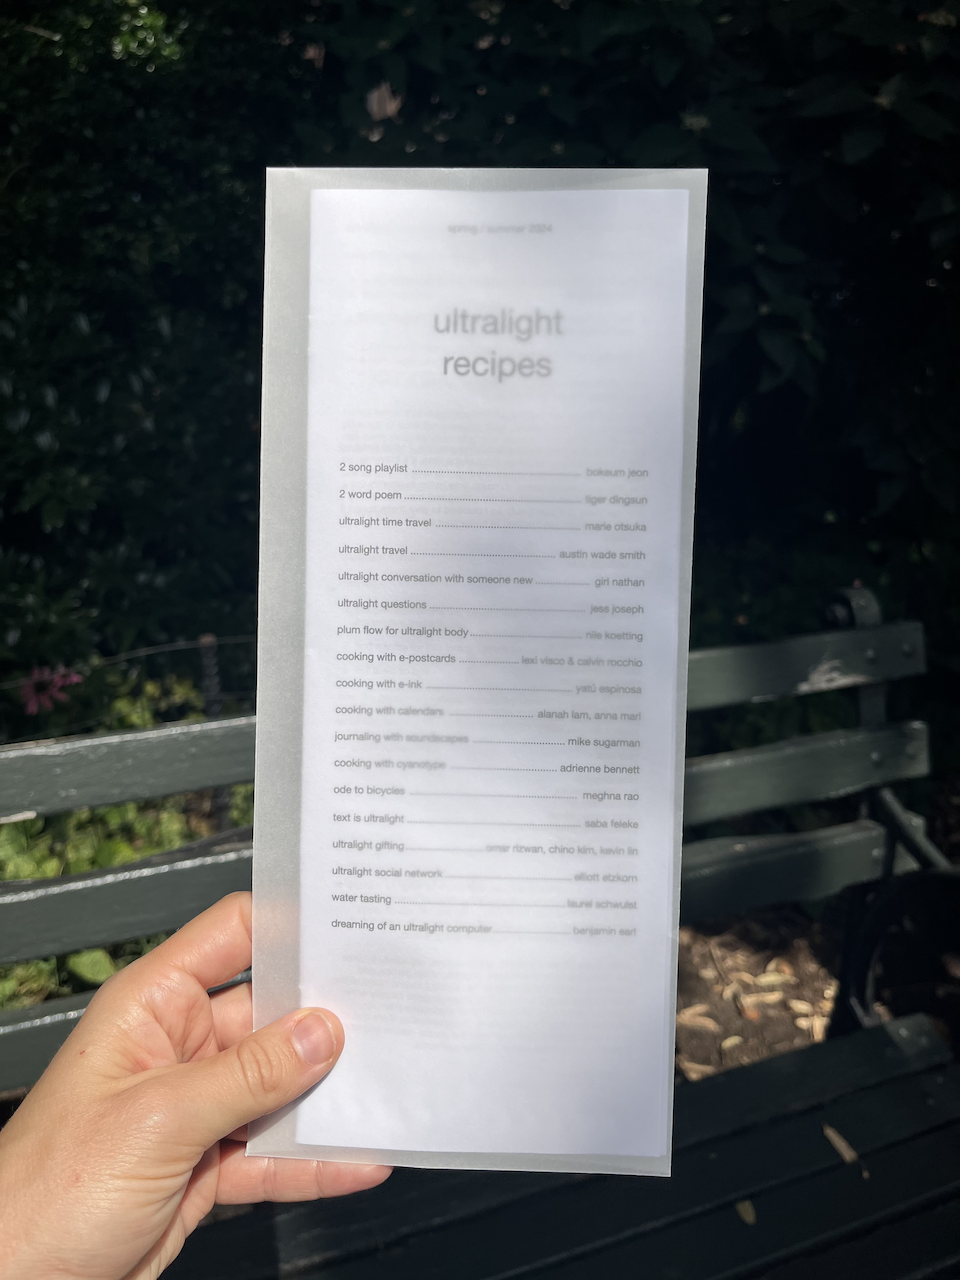 spring / summer 2024
ultralight
recipes
2 song playlist ........ bokeum jeon
2 word poem ........ tiger dingsun
ultralight time travel ........ marie otsuka
ultralight travel ........ austin wade smith
ultralight conversation with someone new ........ giri nathan
ultralight questions ........ jess joseph
plum flow for ultralight body ........ nile koetting
cooking with e-postcards ........ lexi visco & calvin rocchio
cooking with e-ink ........ yatú espinosa
cooking with calendars ........ alanah lam, anna mari
journaling with soundscapes ........ mike sugarman
cooking with cyanotype ........ adrienne bennett
ode to bicycles ........ meghna rao
text is ultralight ........ saba feleke
ultralight gifting ........ omar rizwan, chino kim, kevin lin
ultralight social network ........ elliott etzkorn
water tasting ........ laurel schwulst
dreaming of an ultralight computer ........ benjamin earl